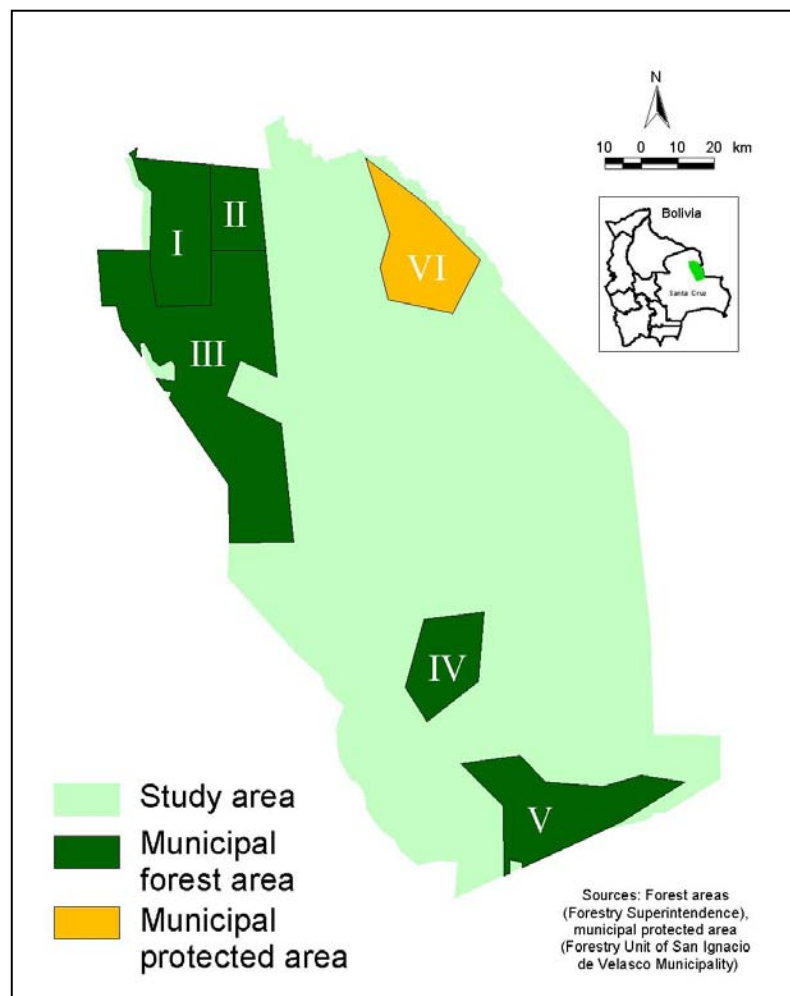 N
10 0 10 20 km
Bolivia
Santa Cruz
I
II
III
VI
IV
V
Study area
Municipal
forest area
Municipal
protected area
Sources: Forest areas
(Forestry Superintendence),
municipal protected area
(Forestry Unit of San Ignacio
de Velasco Municipality)